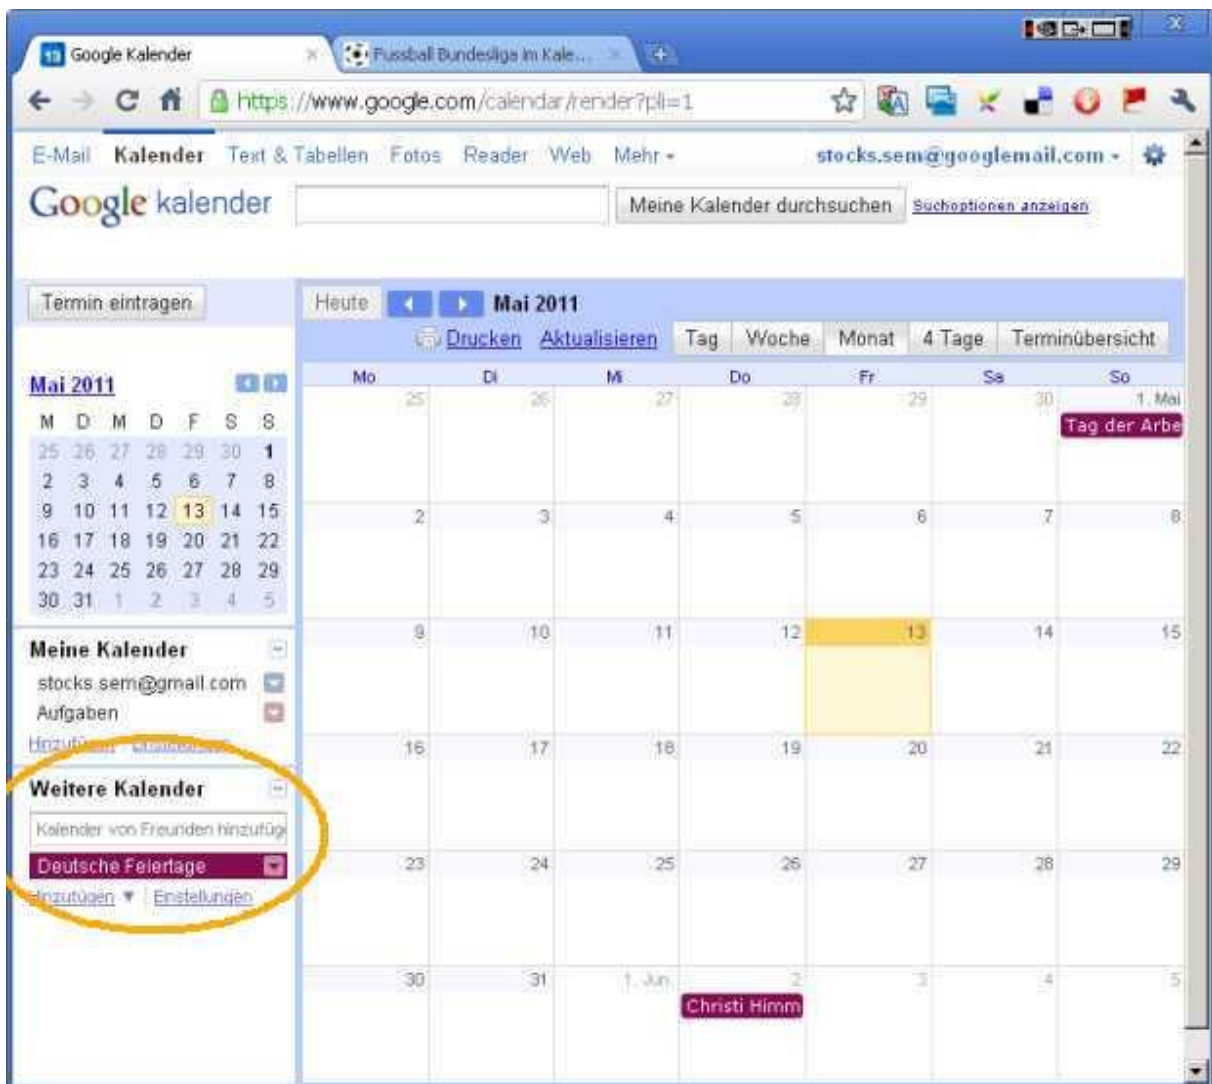 Google Kalender
Fussball Bundesliga im Kale...
https://www.google.com/calendar/render?pli=1
E-Mail Kalender Text & Tabellen Fotos Reader Web Mehr
stocks.sem@googlemail.com
Google kalender
Meine Kalender durchsuchen
Suchoptionen anzeigen
Termin eintragen
Heute
Mai 2011
Drucken Aktualisieren Tag Woche Monat 4 Tage Terminübersicht
Mai 2011
M D M D F S S
25 26 27 28 29 30 1
2 3 4 5 6 7 8
9 10 11 12 13 14 15
16 17 18 19 20 21 22
23 24 25 26 27 28 29
30 31 1 2 3 4 5
Meine Kalender
stocks.sem@gmail.com
Aufgaben
Hinzufügen
Weitere Kalender
Kalender von Freunden hinzufüg
Deutsche Feiertage
Hinzufügen ▼ Einstellungen
Mo Di Mi Do Fr Sa So
25 26 27 28 29 30 1. Mai
Tag der Arbe
2 3 4 5 6 7 8
9 10 11 12 13 14 15
16 17 18 19 20 21 22
23 24 25 26 27 28 29
30 31 1. Jun 2 3 4 5
Christi Himm